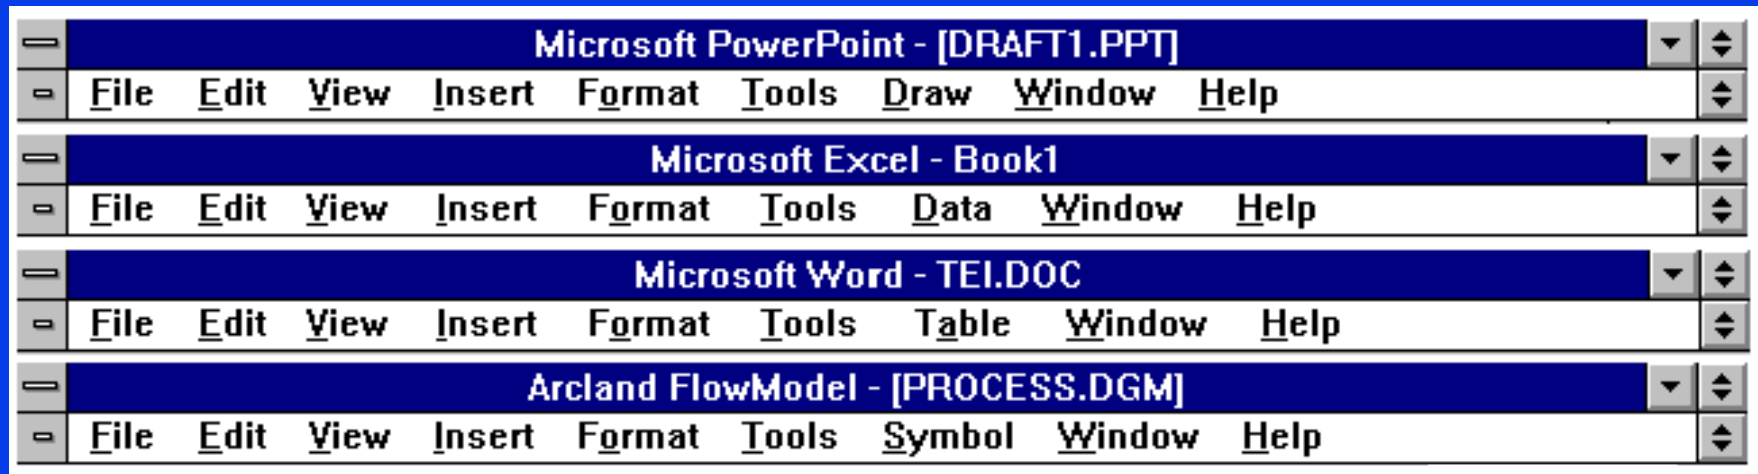 Microsoft PowerPoint - [DRAFT1.PPT]
File Edit View Insert Format Tools Draw Window Help
Microsoft Excel - Book1
File Edit View Insert Format Tools Data Window Help
Microsoft Word - TEI.DOC
File Edit View Insert Format Tools Table Window Help
Arcland FlowModel - [PROCESS.DGM]
File Edit View Insert Format Tools Symbol Window Help